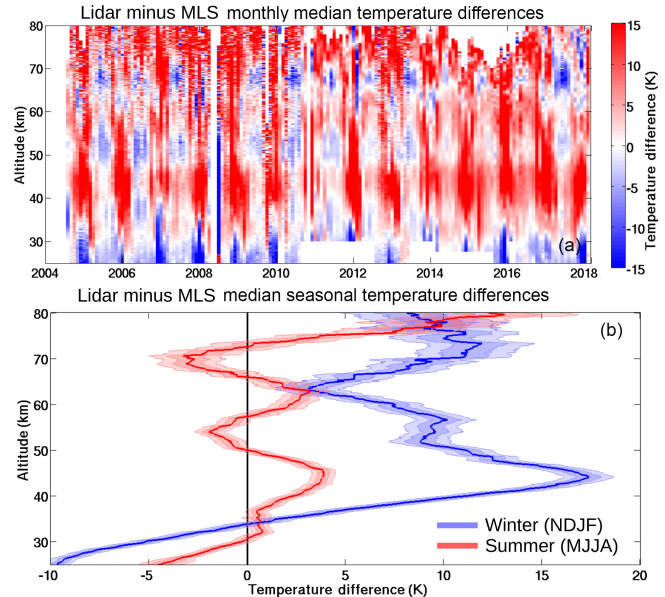 Lidar minus MLS monthly median temperature differences
80
70
60
50
40
30
Altitude (km)
2004 2006 2008 2010 2012 2014 2016 2018
(a)
15
10
5
0
-5
-10
-15
Temperature difference (K)
Lidar minus MLS median seasonal temperature differences
80
70
60
50
40
30
Altitude (km)
(b)
Winter (NDJF)
Summer (MJJA)
-10 -5 0 5 10 15 20
Temperature difference (K)